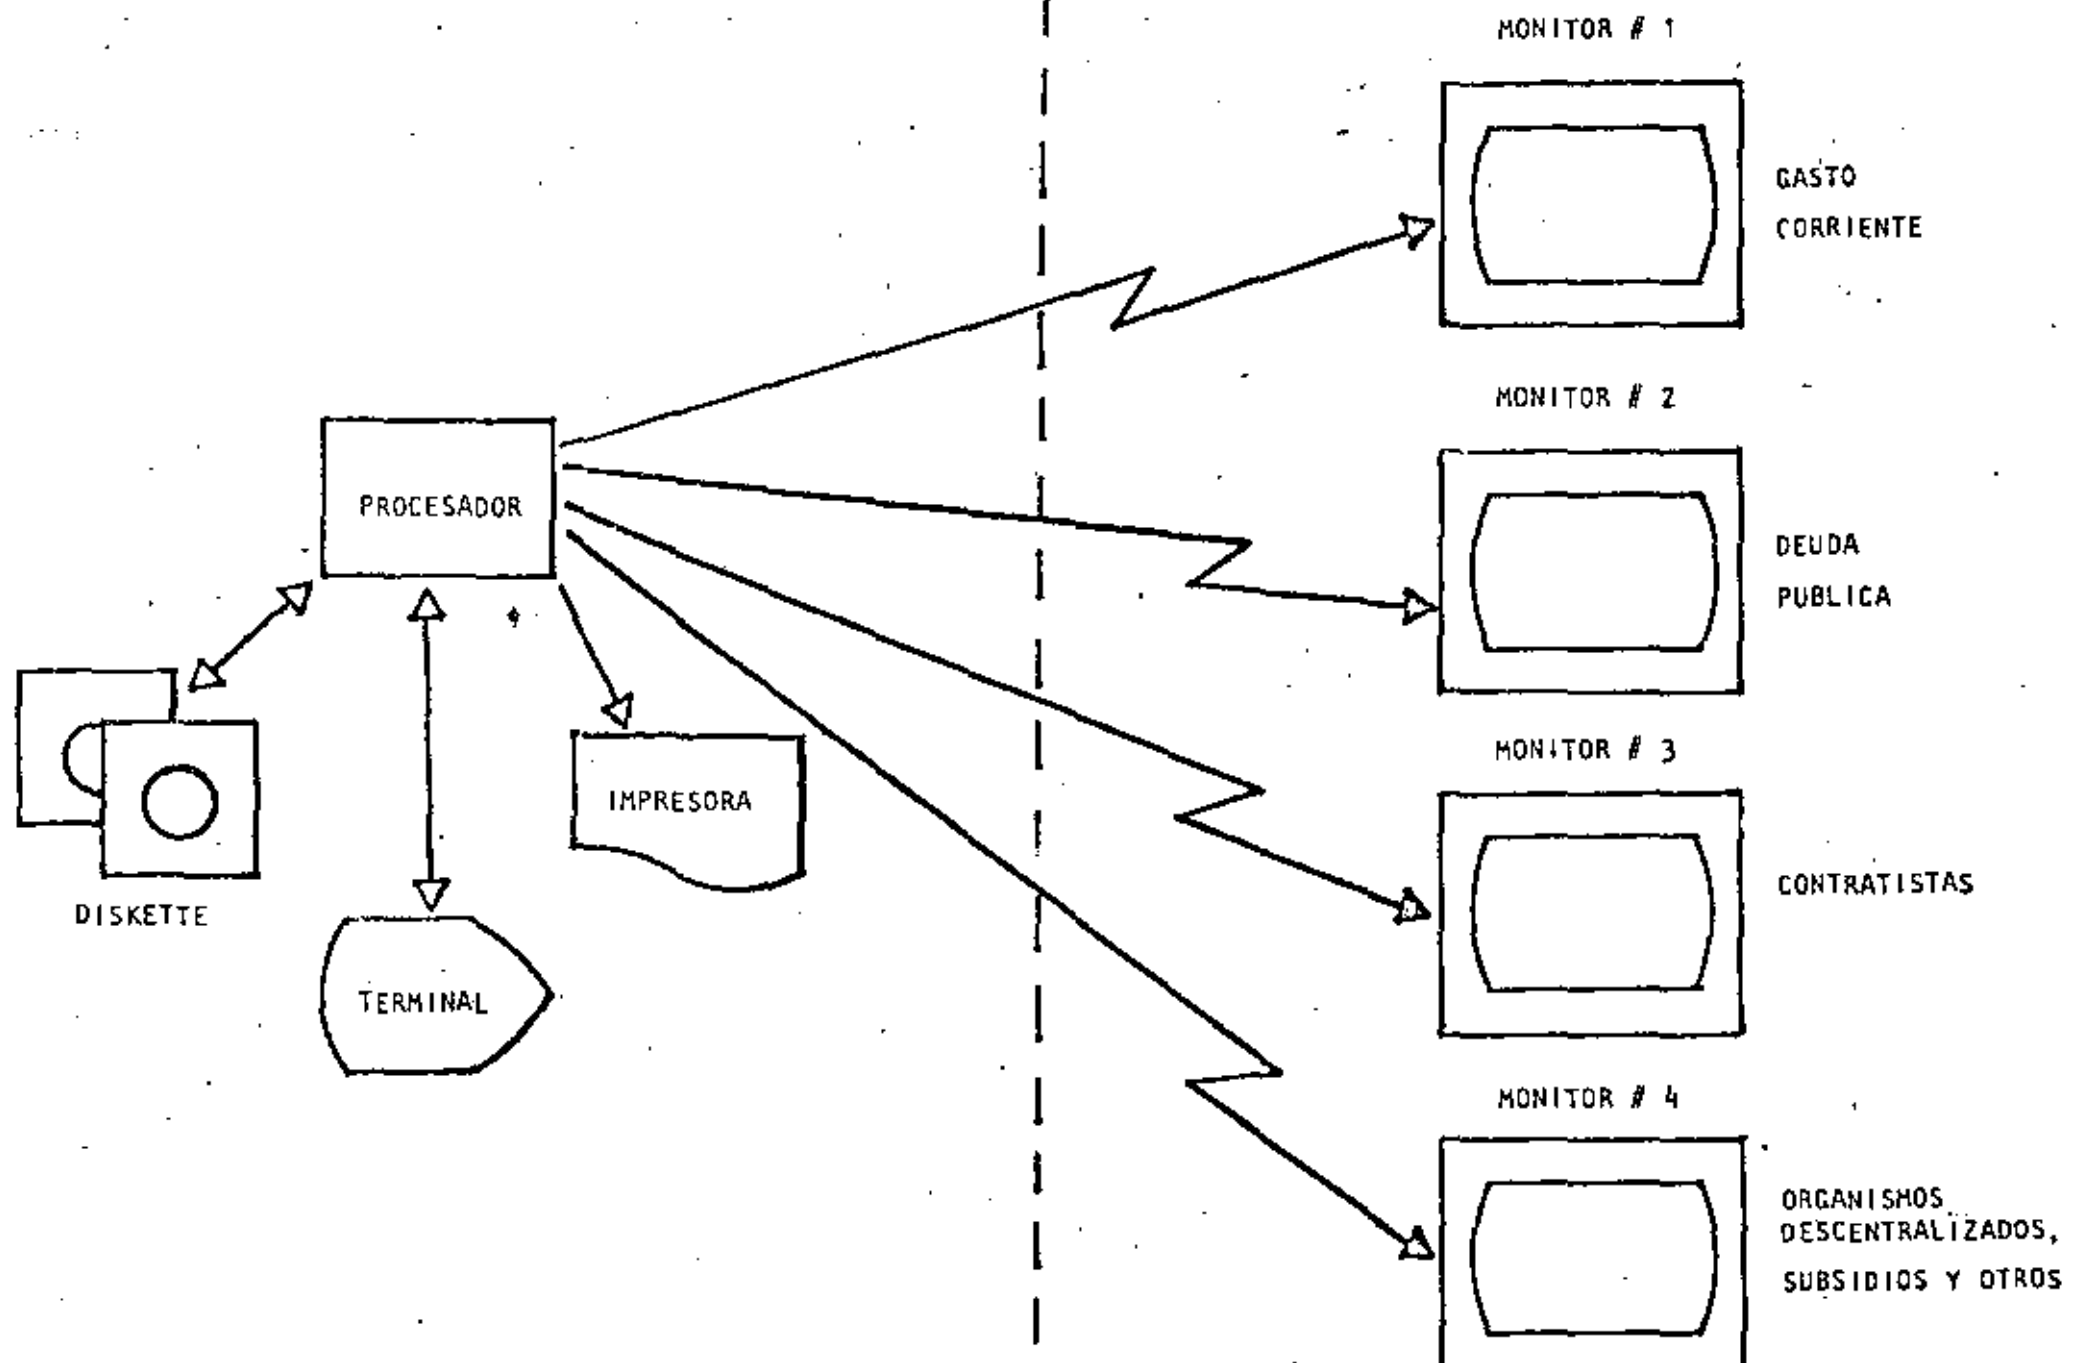 MONITOR # 1
GASTO
CORRIENTE
MONITOR # 2
PROCESADOR
DEUDA
PUBLICA
MONITOR # 3
IMPRESORA
CONTRATISTAS
DISKETTE
TERMINAL
MONITOR # 4
ORGANISMOS
DESCENTRALIZADOS,
SUBSIDIOS Y OTROS